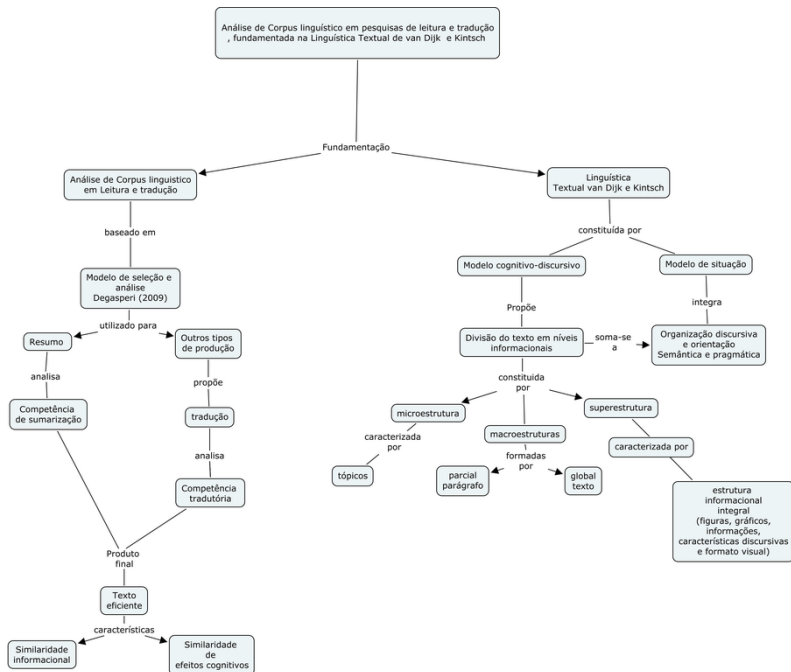 Análise de Corpus linguístico em pesquisas de leitura e tradução
, fundamentada na Linguística Textual de van Dijk e Kintsch
Fundamentação
Análise de Corpus linguistico
em Leitura e tradução
Linguística
Textual van Dijk e Kintsch
baseado em
constituída por
Modelo de seleção e
análise
Degasperi (2009)
Modelo cognitivo-discursivo
Modelo de situação
utilizado para
Propõe
integra
Resumo
Outros tipos
de produção
Divisão do texto em níveis
informacionais
soma-se
a
Organização discursiva
e orientação
Semântica e pragmática
analisa
propõe
constituida
por
Competência
de sumarização
tradução
microestrutura
macroestruturas
superestrutura
caracterizada
por
formadas
por
caracterizada por
analisa
tópicos
parcial
parágrafo
global
texto
Competência
tradutória
estrutura
informacional
integral
(figuras, gráficos,
informações,
características discursivas
e formato visual)
Produto
final
Texto
eficiente
características
Similaridade
informacional
Similaridade
de
efeitos cognitivos